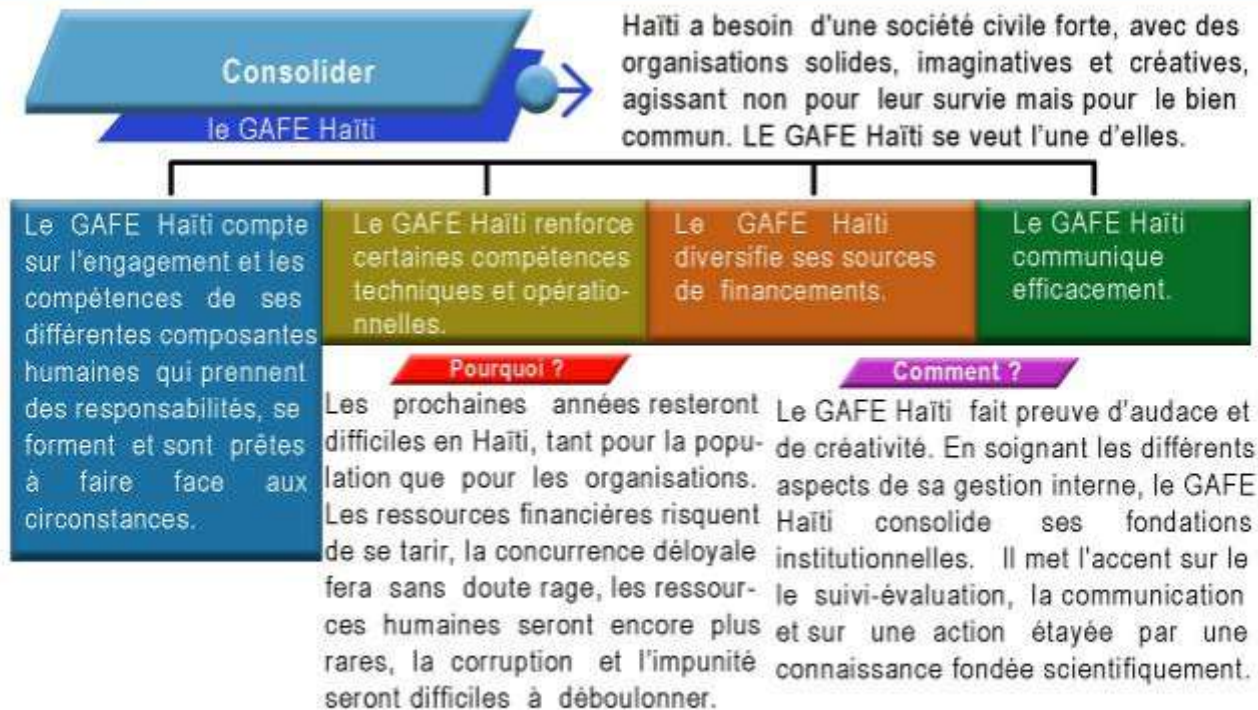 Consolider
le GAFE Haïti
Haïti a besoin d'une société civile forte, avec des
organisations solides, imaginatives et créatives,
agissant non pour leur survie mais pour le bien
commun. LE GAFE Haïti se veut l'une d'elles.
Le GAFE Haïti compte
sur l'engagement et les
compétences de ses
différentes composantes
humaines qui prennent
des responsabilités, se
forment et sont prêtes
à faire face aux
circonstances.
Le GAFE Haïti renforce
certaines compétences
techniques et opératio-
nnelles.
Le GAFE Haïti
diversifie ses sources
de financements.
Le GAFE Haïti
communique
efficacement.
Pourquoi ?
Les prochaines années resteront
difficiles en Haïti, tant pour la popu-
lation que pour les organisations.
Les ressources financières risquent
de se tarir, la concurrence déloyale
fera sans doute rage, les ressour-
ces humaines seront encore plus
rares, la corruption et l'impunité
seront difficiles à déboulonner.
Comment ?
Le GAFE Haïti fait preuve d'audace et
de créativité. En soignant les différents
aspects de sa gestion interne, le GAFE
Haïti consolide ses fondations
institutionnelles. Il met l'accent sur le
le suivi-évaluation, la communication
et sur une action étayée par une
connaissance fondée scientifiquement.